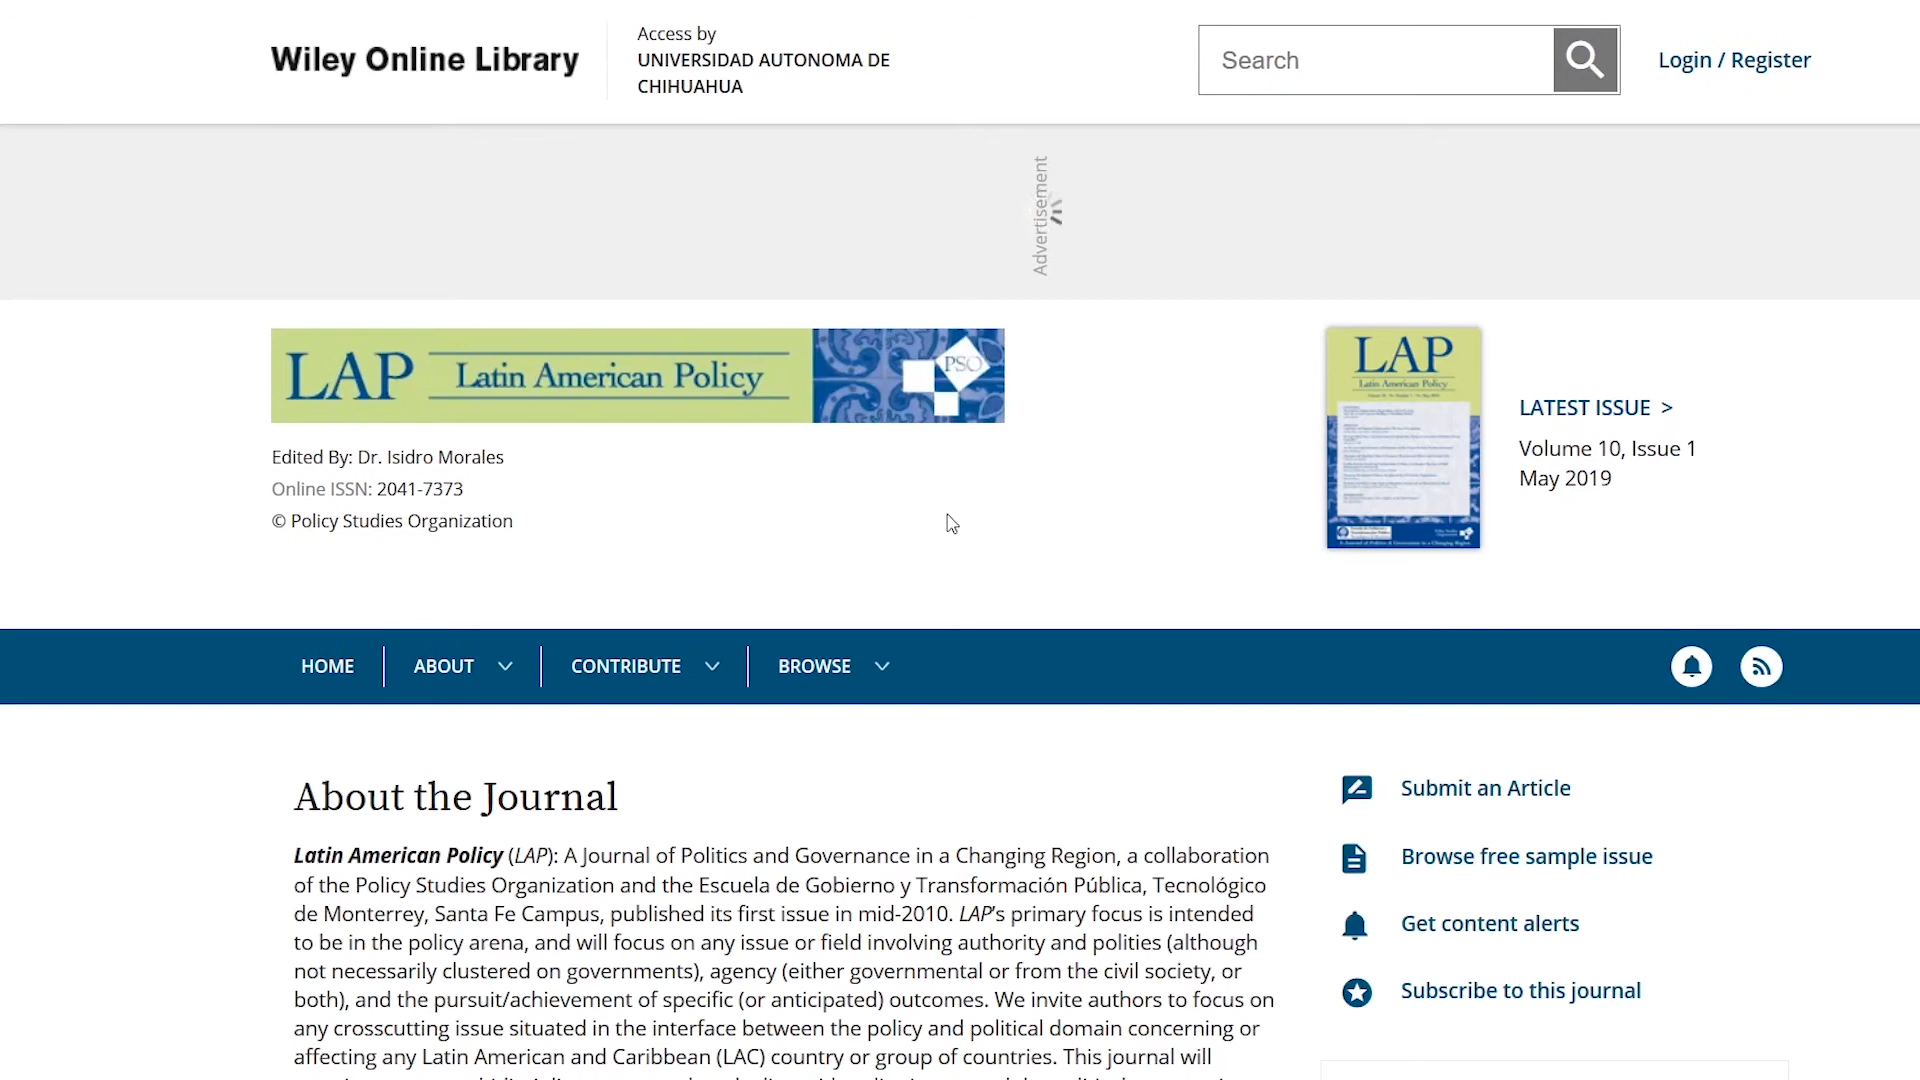 Wiley Online Library
Access by
UNIVERSIDAD AUTONOMA DE
CHIHUAHUA
Search
Login / Register
Advertisement
LAP Latin American Policy
PSO
Edited By: Dr. Isidro Morales
Online ISSN: 2041-7373
© Policy Studies Organization
LAP
Latin American Policy
LATEST ISSUE >
Volume 10, Issue 1
May 2019
HOME
ABOUT
CONTRIBUTE
BROWSE
About the Journal
Latin American Policy (LAP): A Journal of Politics and Governance in a Changing Region, a collaboration
of the Policy Studies Organization and the Escuela de Gobierno y Transformación Pública, Tecnológico
de Monterrey, Santa Fe Campus, published its first issue in mid-2010. LAP's primary focus is intended
to be in the policy arena, and will focus on any issue or field involving authority and polities (although
not necessarily clustered on governments), agency (either governmental or from the civil society, or
both), and the pursuit/achievement of specific (or anticipated) outcomes. We invite authors to focus on
any crosscutting issue situated in the interface between the policy and political domain concerning or
affecting any Latin American and Caribbean (LAC) country or group of countries. This journal will
Submit an Article
Browse free sample issue
Get content alerts
Subscribe to this journal